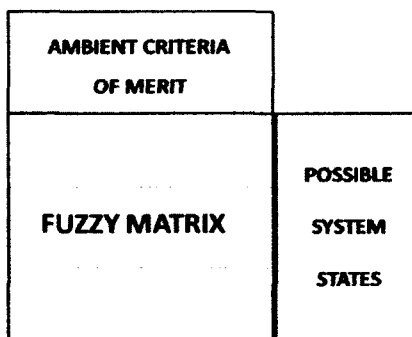 AMBIENT CRITERIA
OF MERIT
FUZZY MATRIX
POSSIBLE
SYSTEM
STATES